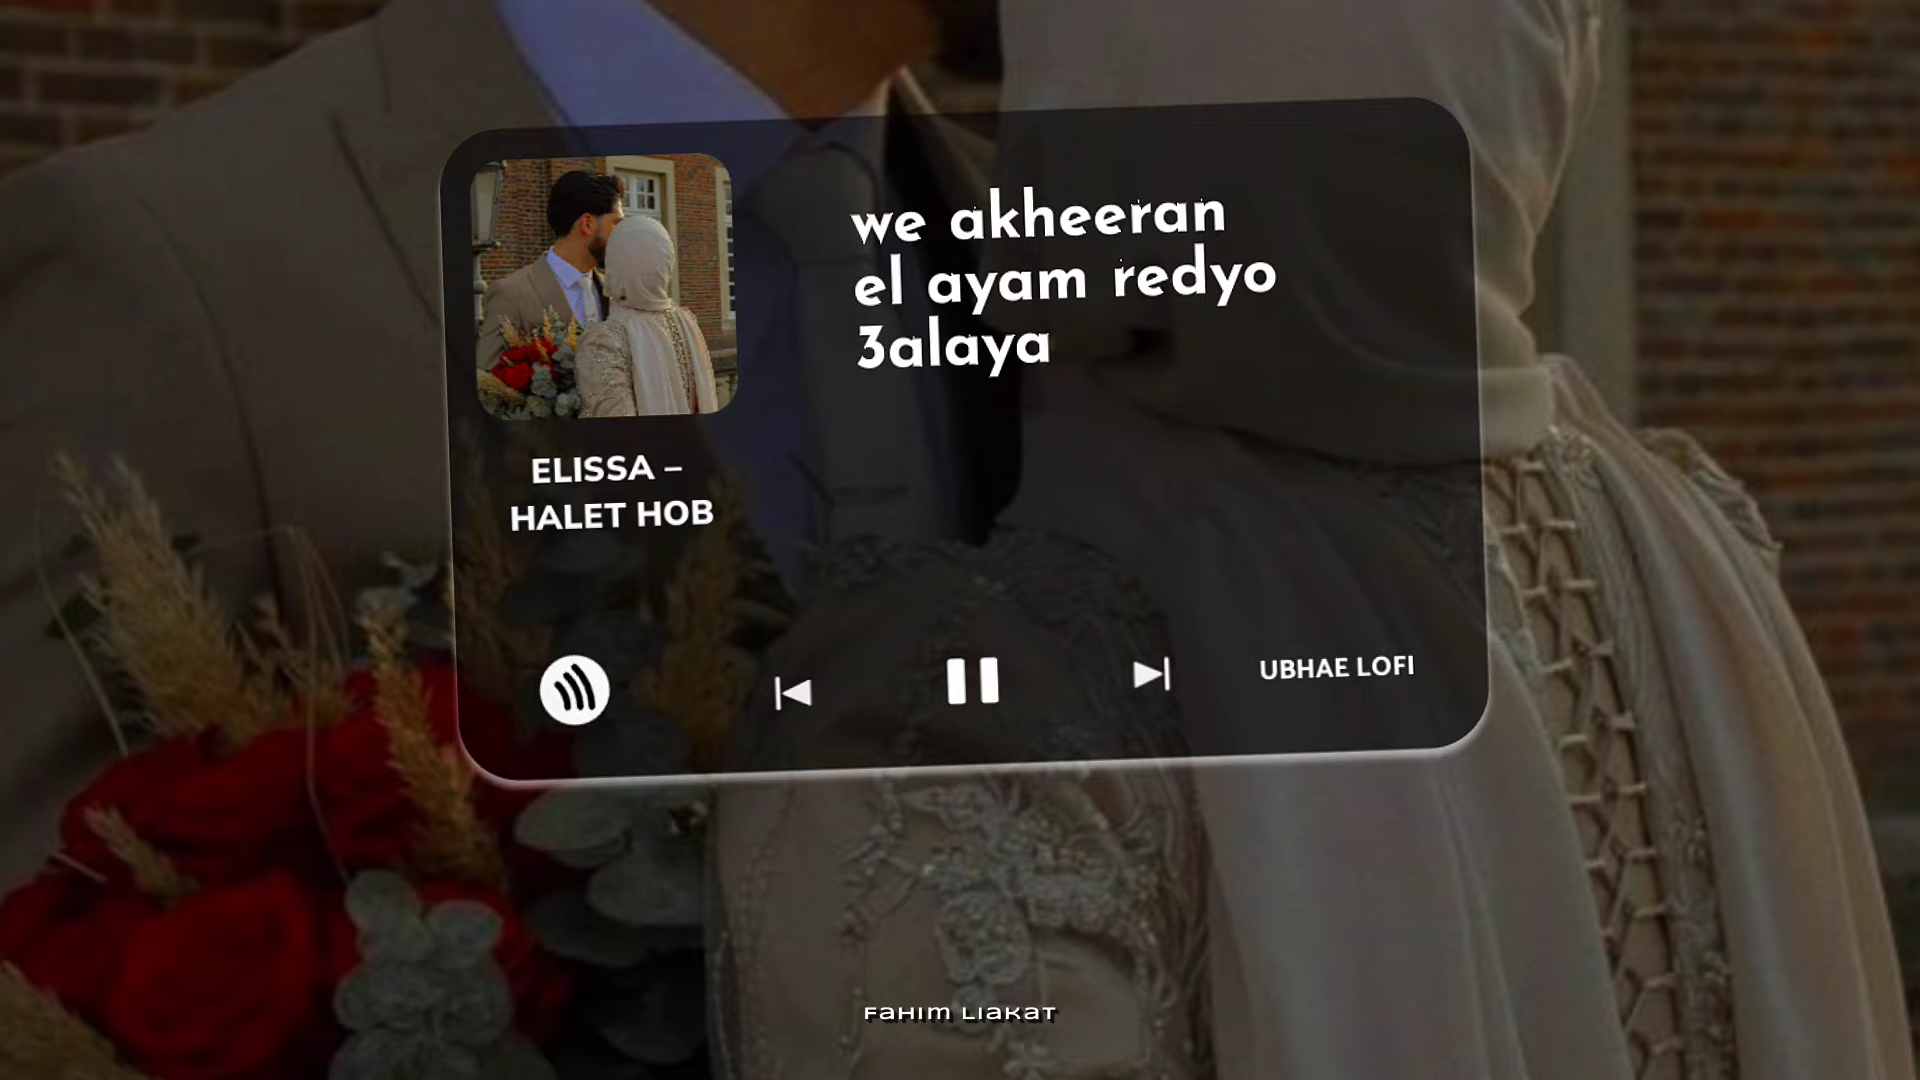 we akheeran
el ayam redyo
3alaya
ELISSA –
HALET HOB
UBHAE LOFI
FAHIM LIAKAT